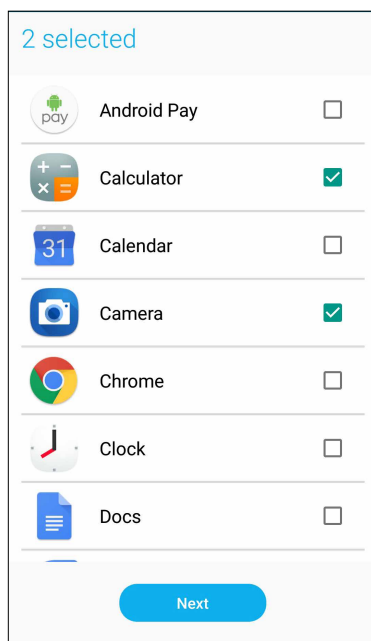 2 selected
pay
Android Pay
+ −
× =
Calculator
31
Calendar
Camera
Chrome
Clock
Docs
Next